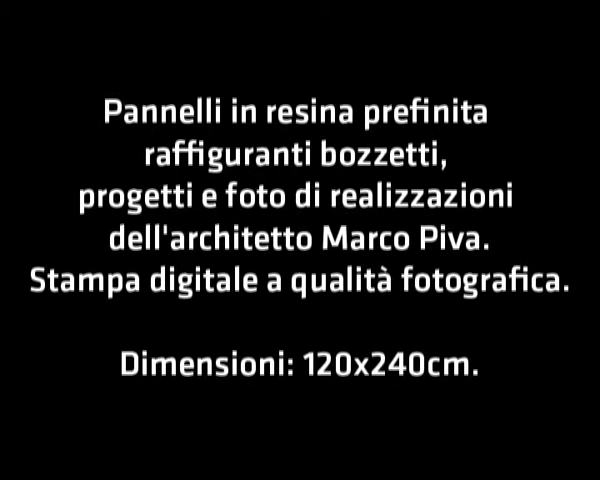 Pannelli in resina prefinita
raffiguranti bozzetti,
progetti e foto di realizzazioni
dell'architetto Marco Piva.
Stampa digitale a qualità fotografica.
Dimensioni: 120x240cm.